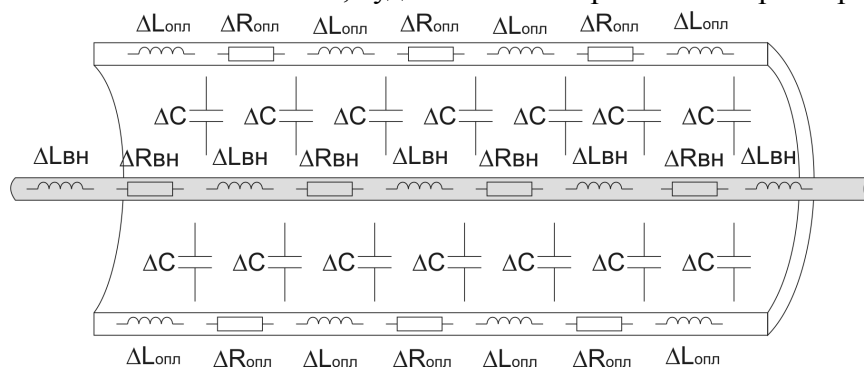 ΔLопл ΔRопл ΔLопл ΔRопл ΔLопл ΔRопл ΔLопл
ΔC ΔC ΔC ΔC ΔC ΔC ΔC
ΔLвн ΔRвн ΔLвн ΔRвн ΔLвн ΔRвн ΔLвн ΔRвн ΔLвн
ΔC ΔC ΔC ΔC ΔC ΔC ΔC
ΔLопл ΔRопл ΔLопл ΔRопл ΔLопл ΔRопл ΔLопл